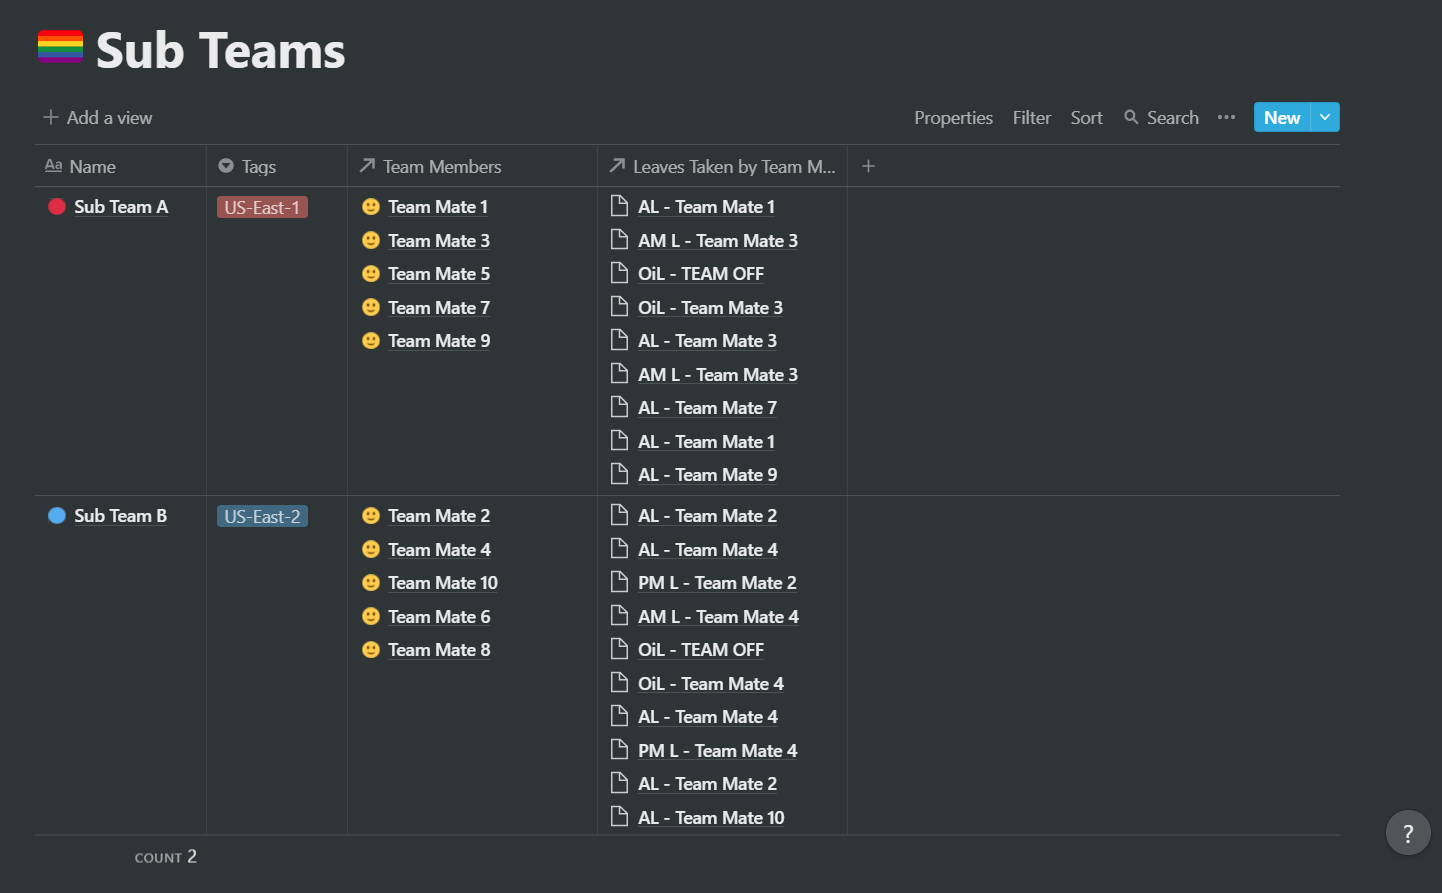 Sub Teams
Add a view
Properties Filter Sort Search ··· New
Aa Name Tags Team Members Leaves Taken by Team M...
Sub Team A US-East-1 Team Mate 1 AL - Team Mate 1
Team Mate 3 AM L - Team Mate 3
Team Mate 5 OiL - TEAM OFF
Team Mate 7 OiL - Team Mate 3
Team Mate 9 AL - Team Mate 3
AM L - Team Mate 3
AL - Team Mate 7
AL - Team Mate 1
AL - Team Mate 9
Sub Team B US-East-2 Team Mate 2 AL - Team Mate 2
Team Mate 4 AL - Team Mate 4
Team Mate 10 PM L - Team Mate 2
Team Mate 6 AM L - Team Mate 4
Team Mate 8 OiL - TEAM OFF
OiL - Team Mate 4
AL - Team Mate 4
PM L - Team Mate 4
AL - Team Mate 2
AL - Team Mate 10
?
COUNT 2